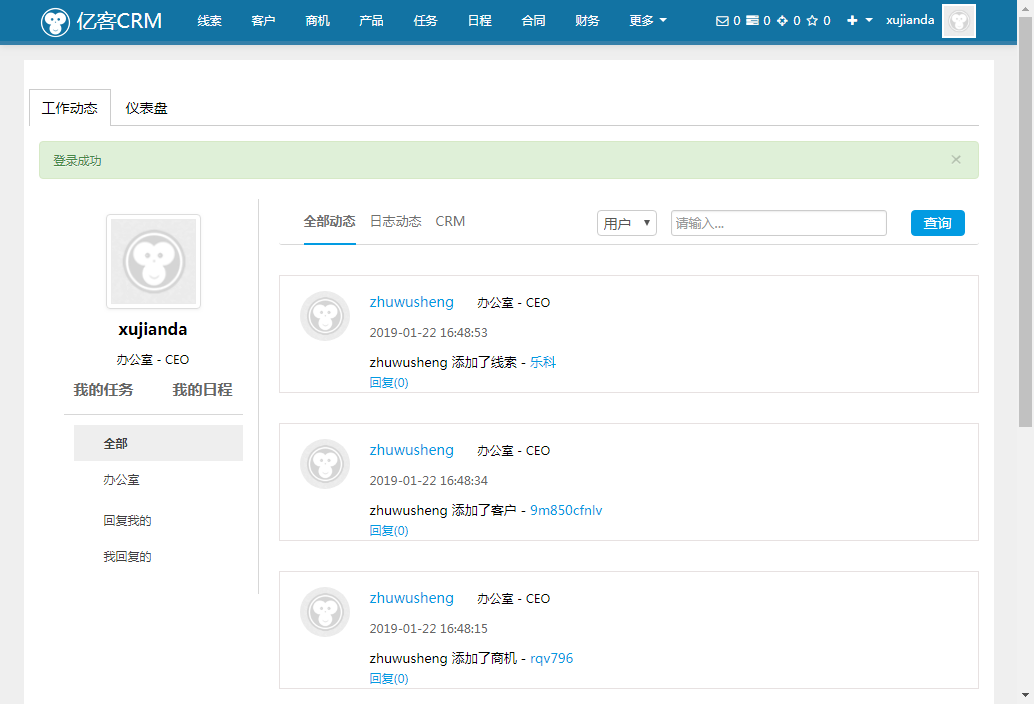 亿客CRM 线索 客户 商机 产品 任务 日程 合同 财务 更多 0 0 0 0 xujianda
工作动态 仪表盘
登录成功 ×
xujianda
办公室 - CEO
我的任务 我的日程
全部
办公室
回复我的
我回复的
全部动态 日志动态 CRM 用户 请输入... 查询
zhuwusheng 办公室 - CEO
2019-01-22 16:48:53
zhuwusheng 添加了线索 - 乐科
回复(0)
zhuwusheng 办公室 - CEO
2019-01-22 16:48:34
zhuwusheng 添加了客户 - 9m850cfnlv
回复(0)
zhuwusheng 办公室 - CEO
2019-01-22 16:48:15
zhuwusheng 添加了商机 - rqv796
回复(0)